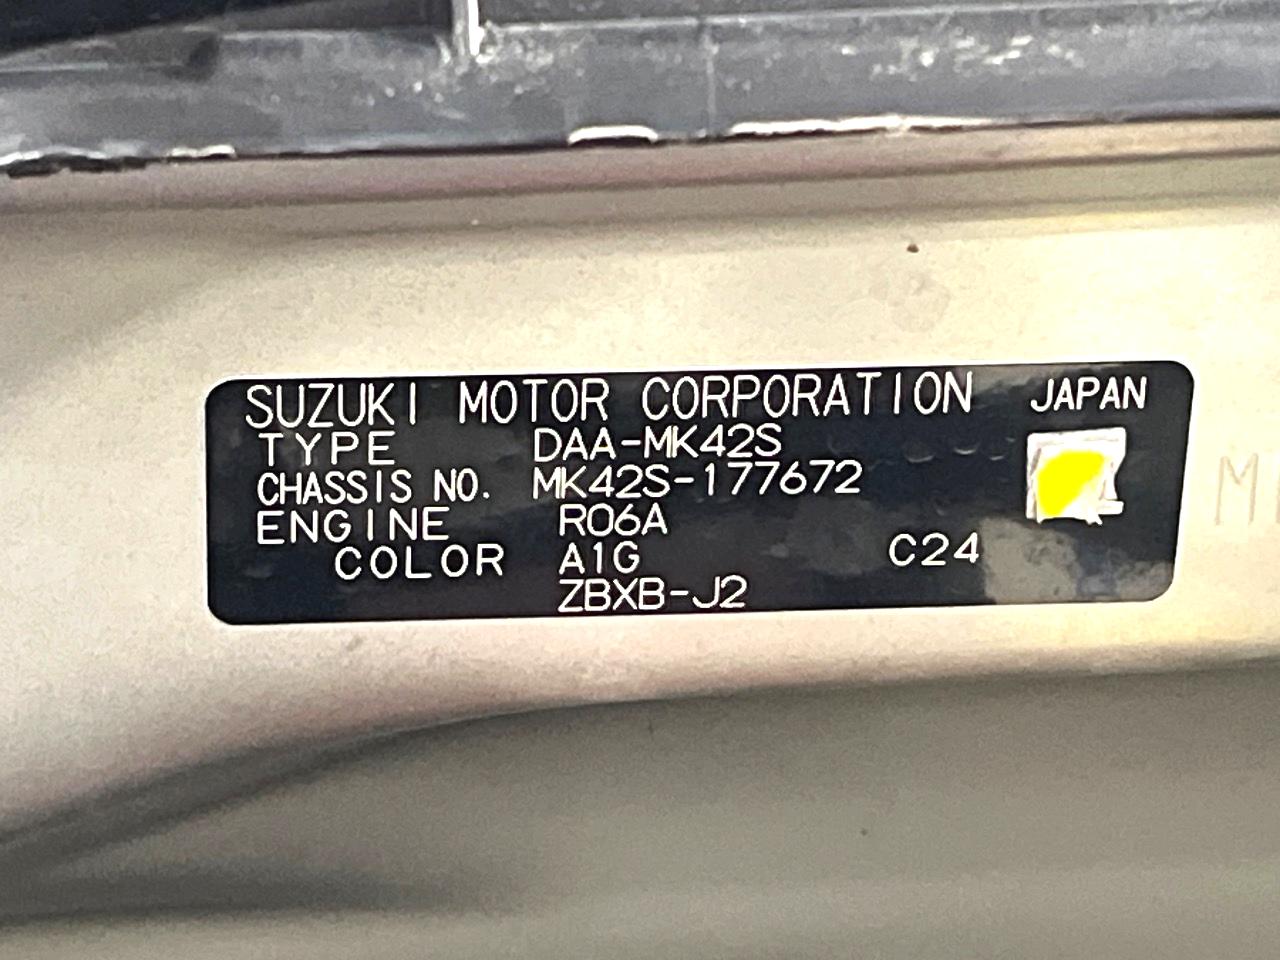 SUZUKI MOTOR CORPORATION JAPAN
TYPE DAA-MK42S
CHASSIS NO. MK42S-177672
ENGINE R06A
COLOR A1G C24
ZBXB-J2
M